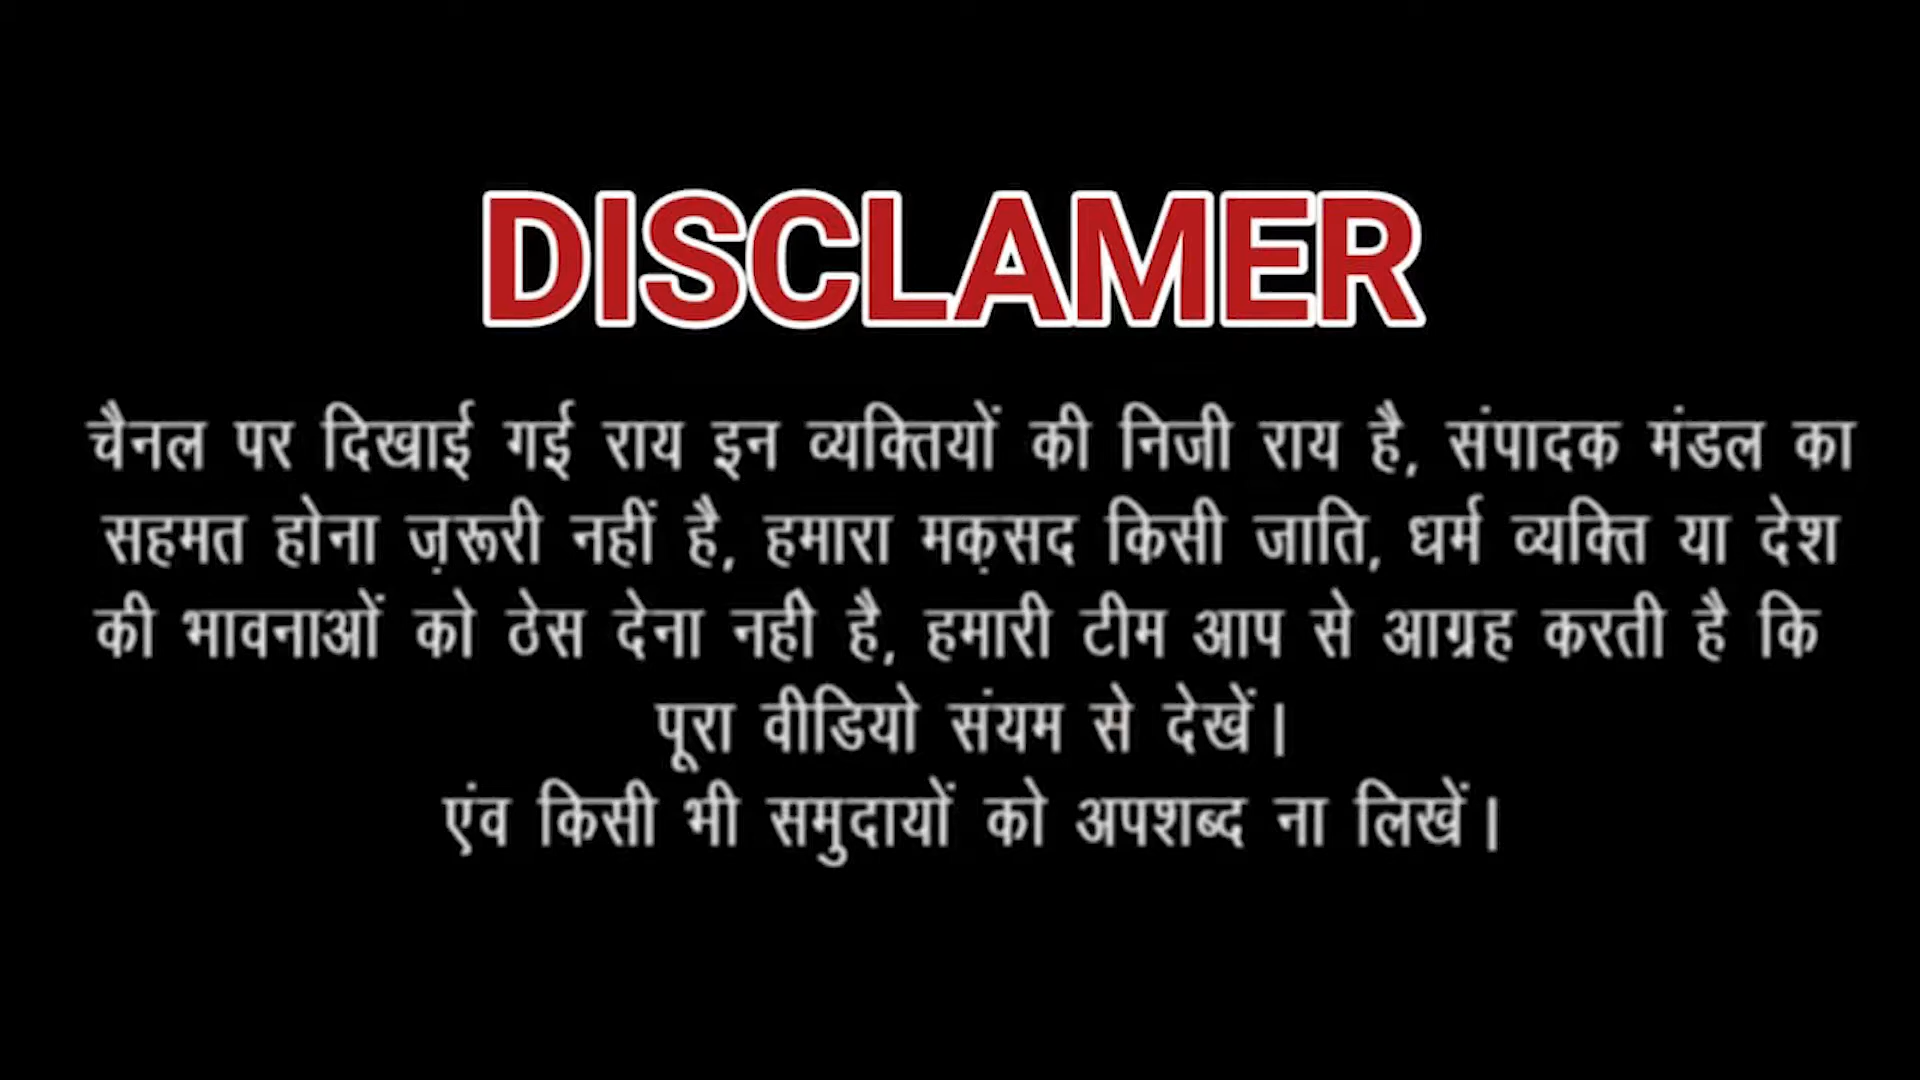 DISCLAMER
चैनल पर दिखाई गई राय इन व्यक्तियों की निजी राय है, संपादक मंडल का
सहमत होना ज़रूरी नहीं है, हमारा मक़सद किसी जाति, धर्म व्यक्ति या देश
की भावनाओं को ठेस देना नही है, हमारी टीम आप से आग्रह करती है कि
पूरा वीडियो संयम से देखें।
एंव किसी भी समुदायों को अपशब्द ना लिखें।